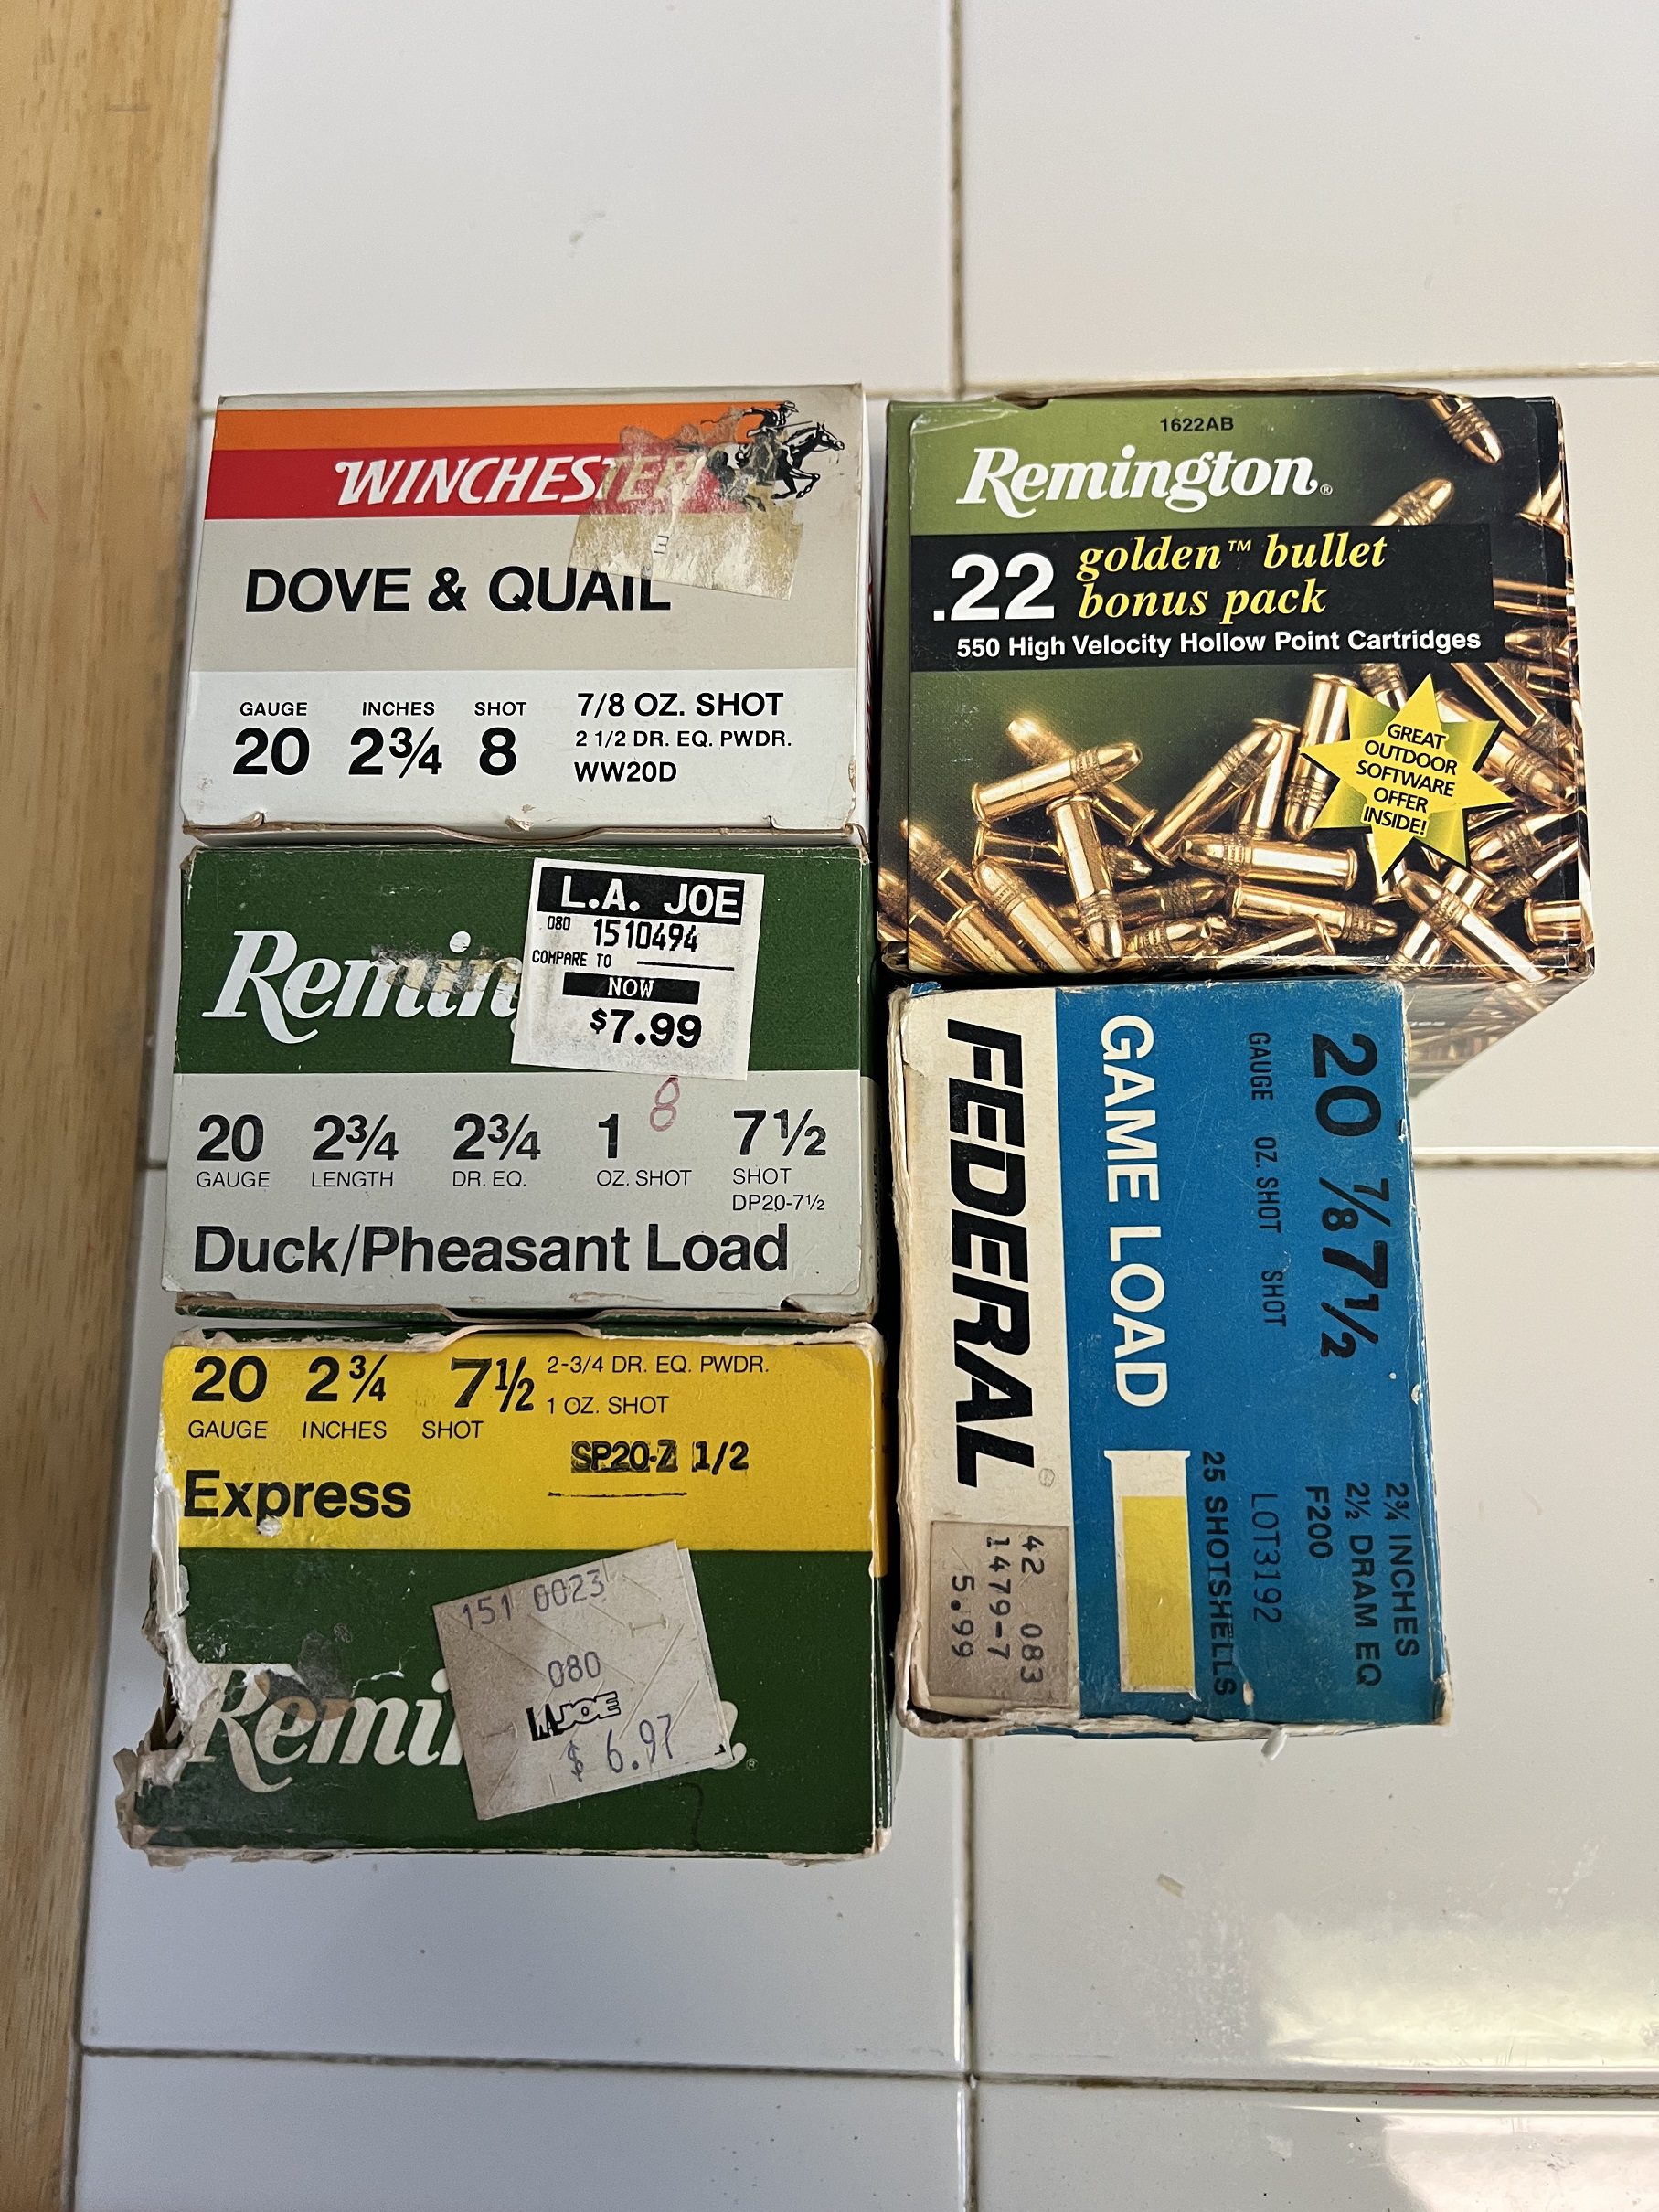 WINCHESTER
DOVE & QUAIL
GAUGE INCHES SHOT
20 2¾ 8
7/8 OZ. SHOT
2 1/2 DR. EQ. PWDR.
WW20D
1622AB
Remington®
.22 golden™ bullet
bonus pack
550 High Velocity Hollow Point Cartridges
GREAT
OUTDOOR
SOFTWARE
OFFER
INSIDE!
Reming
L.A. JOE
080 1510494
COMPARE TO
NOW
$7.99
8
20 2¾ 2¾ 1 7½
GAUGE LENGTH DR. EQ. OZ. SHOT SHOT
DP20-7½
Duck/Pheasant Load
20 2¾ 7½
GAUGE INCHES SHOT
2-3/4 DR. EQ. PWDR.
1 OZ. SHOT
SP20-7 1/2
Express
Remi
151 0023
080
LA JOE
$ 6.97
20 ⅞ 7½
GAUGE OZ. SHOT SHOT
2¾ INCHES
2½ DRAM EQ
F200
LOT3192
25 SHOTSHELLS
GAME LOAD
FEDERAL®
42 083
1479-7
5.99